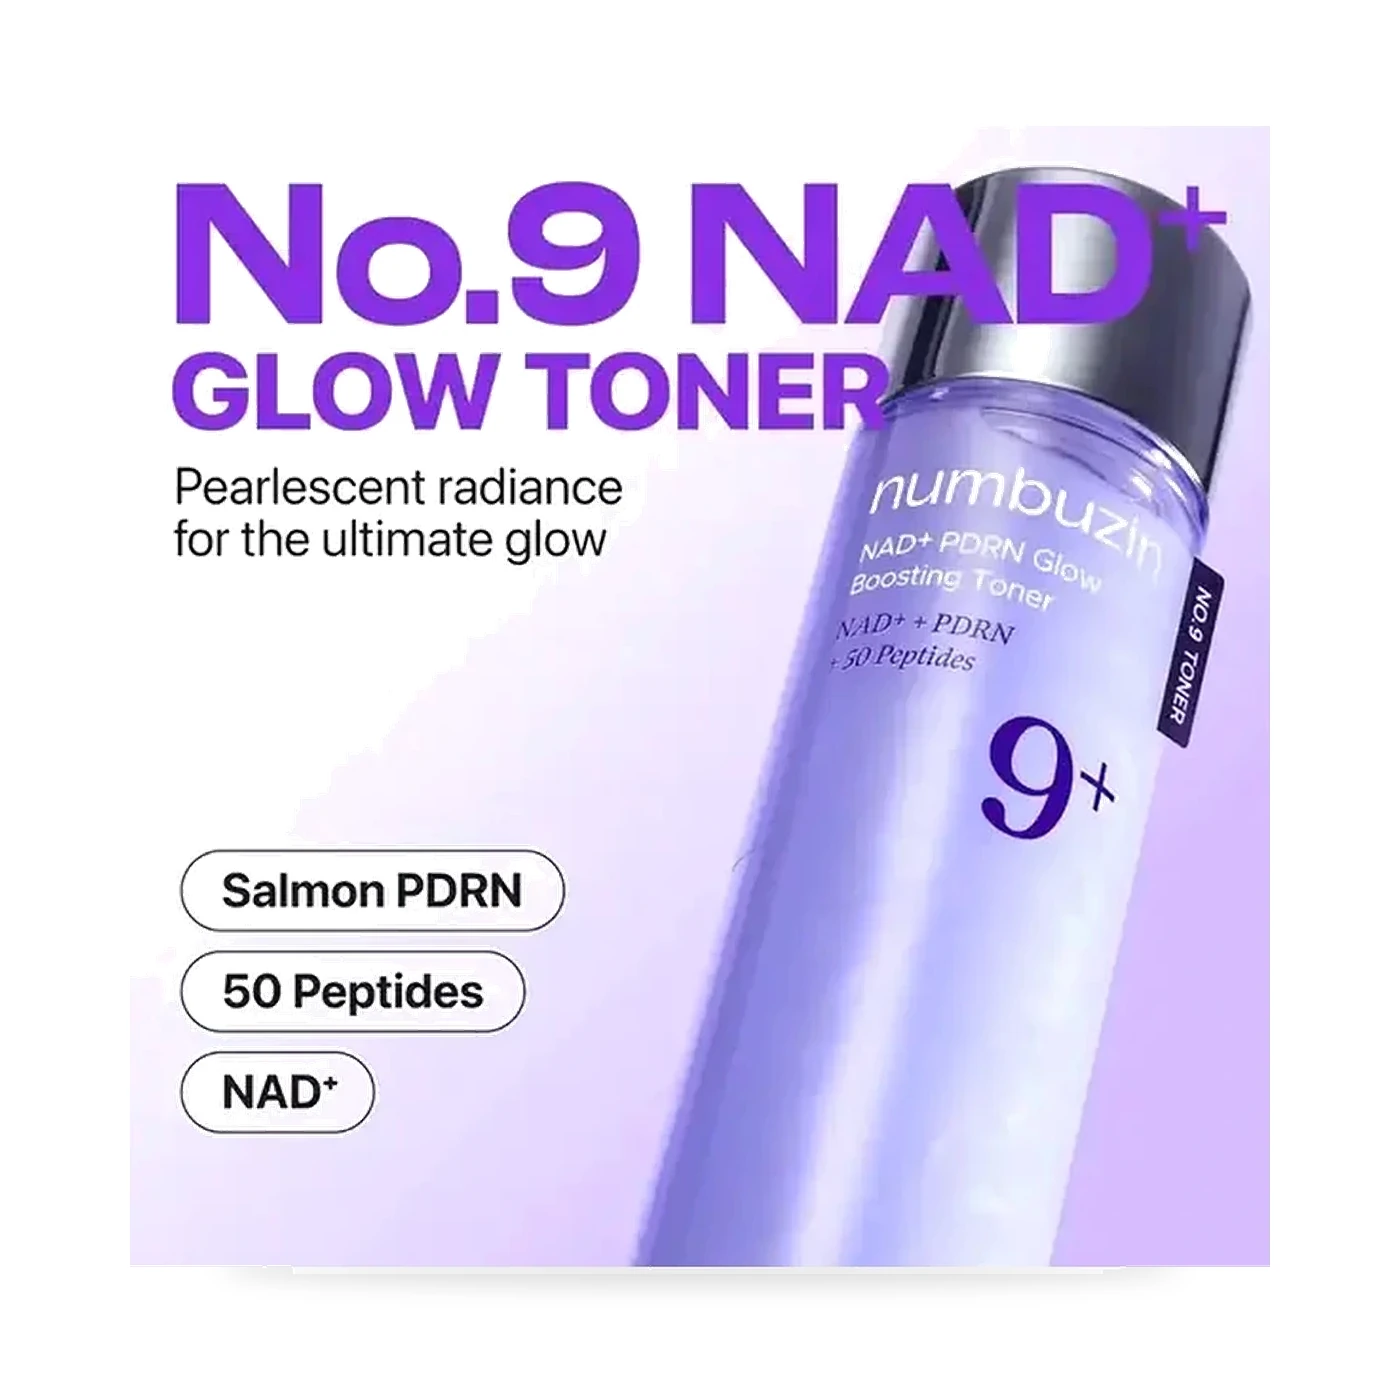 No.9 NAD+
GLOW TONER
Pearlescent radiance
for the ultimate glow
numbuzin
NAD+ PDRN Glow
Boosting Toner
NAD+ + PDRN
+ 50 Peptides
NO.9 TONER
9+
Salmon PDRN
50 Peptides
NAD+